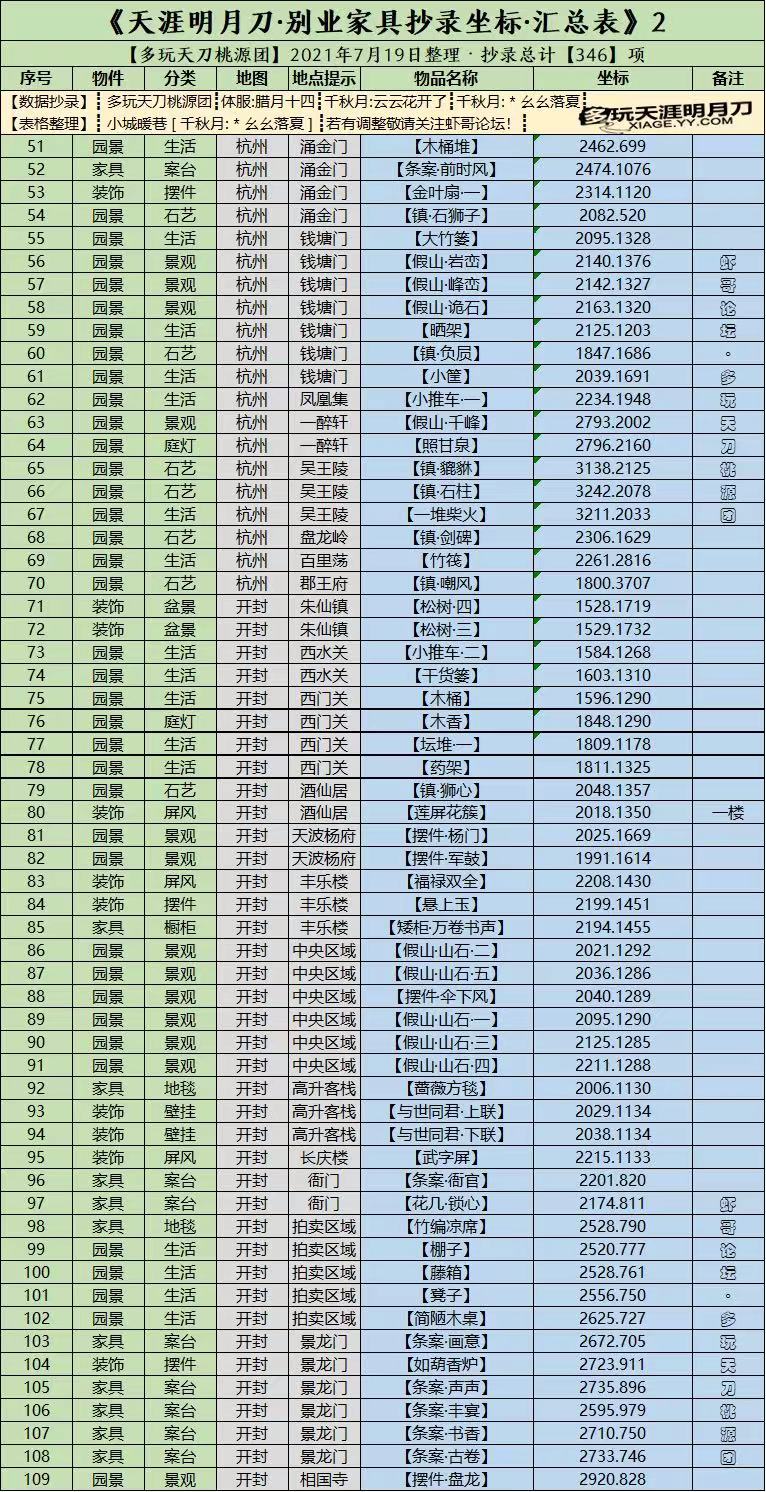 《天涯明月刀·别业家具抄录坐标·汇总表》2
【多玩天刀桃源团】2021年7月19日整理·抄录总计【346】项
序号 物件 分类 地图 地点提示 物品名称 坐标 备注
【数据抄录】 多玩天刀桃源团 体服:腊月十四 千秋月:云云花开了 千秋月: * 幺幺落夏
【表格整理】 小城暖巷 [ 千秋月: * 幺幺落夏 ] 若有调整敬请关注虾哥论坛!
多玩天涯明月刀
XIAGE.YY.COM
51 园景 生活 杭州 涌金门 【木桶堆】 2462.699
52 家具 案台 杭州 涌金门 【条案·前时风】 2474.1076
53 装饰 摆件 杭州 涌金门 【金叶扇·一】 2314.1120
54 园景 石艺 杭州 涌金门 【镇·石狮子】 2082.520
55 园景 生活 杭州 钱塘门 【大竹篓】 2095.1328
56 园景 景观 杭州 钱塘门 【假山·岩峦】 2140.1376 虾
57 园景 景观 杭州 钱塘门 【假山·峰峦】 2142.1327 哥
58 园景 景观 杭州 钱塘门 【假山·诡石】 2163.1320 论
59 园景 生活 杭州 钱塘门 【晒架】 2125.1203 坛
60 园景 石艺 杭州 钱塘门 【镇·负屃】 1847.1686 。
61 园景 生活 杭州 钱塘门 【小筐】 2039.1691 多
62 园景 生活 杭州 凤凰集 【小推车·一】 2234.1948 玩
63 园景 景观 杭州 一醉轩 【假山·千峰】 2793.2002 天
64 园景 庭灯 杭州 一醉轩 【照甘泉】 2796.2160 刀
65 园景 石艺 杭州 吴王陵 【镇·貔貅】 3138.2125 桃
66 园景 石艺 杭州 吴王陵 【镇·石柱】 3242.2078 源
67 园景 生活 杭州 吴王陵 【一堆柴火】 3211.2033 团
68 园景 石艺 杭州 盘龙岭 【镇·剑碑】 2306.1629
69 园景 生活 杭州 百里荡 【竹筏】 2261.2816
70 园景 石艺 杭州 郡王府 【镇·嘲风】 1800.3707
71 装饰 盆景 开封 朱仙镇 【松树·四】 1528.1719
72 装饰 盆景 开封 朱仙镇 【松树·三】 1529.1732
73 园景 生活 开封 西水关 【小推车·二】 1584.1268
74 园景 生活 开封 西水关 【干货篓】 1603.1310
75 园景 生活 开封 西门关 【木桶】 1596.1290
76 园景 庭灯 开封 西门关 【木香】 1848.1290
77 园景 生活 开封 西门关 【坛堆·一】 1809.1178
78 园景 生活 开封 西门关 【药架】 1811.1325
79 园景 石艺 开封 酒仙居 【镇·狮心】 2048.1357
80 装饰 屏风 开封 酒仙居 【莲屏花簇】 2018.1350 一楼
81 园景 景观 开封 天波杨府 【摆件·杨门】 2025.1669
82 园景 景观 开封 天波杨府 【摆件·军鼓】 1991.1614
83 装饰 屏风 开封 丰乐楼 【福禄双全】 2208.1430
84 装饰 摆件 开封 丰乐楼 【悬上玉】 2199.1451
85 家具 橱柜 开封 丰乐楼 【矮柜·万卷书声】 2194.1455
86 园景 景观 开封 中央区域 【假山·山石·二】 2021.1292
87 园景 景观 开封 中央区域 【假山·山石·五】 2036.1286
88 园景 景观 开封 中央区域 【摆件·伞下风】 2040.1289
89 园景 景观 开封 中央区域 【假山·山石·一】 2095.1290
90 园景 景观 开封 中央区域 【假山·山石·三】 2125.1285
91 园景 景观 开封 中央区域 【假山·山石·四】 2211.1288
92 家具 地毯 开封 高升客栈 【蔷薇方毯】 2006.1130
93 装饰 壁挂 开封 高升客栈 【与世同君·上联】 2029.1134
94 装饰 壁挂 开封 高升客栈 【与世同君·下联】 2038.1134
95 装饰 屏风 开封 长庆楼 【武字屏】 2215.1133
96 家具 案台 开封 衙门 【条案·衙官】 2201.820
97 家具 案台 开封 衙门 【花几·锁心】 2174.811 虾
98 家具 地毯 开封 拍卖区域 【竹编凉席】 2528.790 哥
99 园景 生活 开封 拍卖区域 【棚子】 2520.777 论
100 园景 生活 开封 拍卖区域 【藤箱】 2528.761 坛
101 园景 生活 开封 拍卖区域 【凳子】 2556.750 。
102 园景 生活 开封 拍卖区域 【简陋木桌】 2625.727 多
103 家具 案台 开封 景龙门 【条案·画意】 2672.705 玩
104 装饰 摆件 开封 景龙门 【如葫香炉】 2723.911 天
105 家具 案台 开封 景龙门 【条案·声声】 2735.896 刀
106 家具 案台 开封 景龙门 【条案·丰宴】 2595.979 桃
107 家具 案台 开封 景龙门 【条案·书香】 2710.750 源
108 家具 案台 开封 景龙门 【条案·古卷】 2733.746 团
109 园景 景观 开封 相国寺 【摆件·盘龙】 2920.828